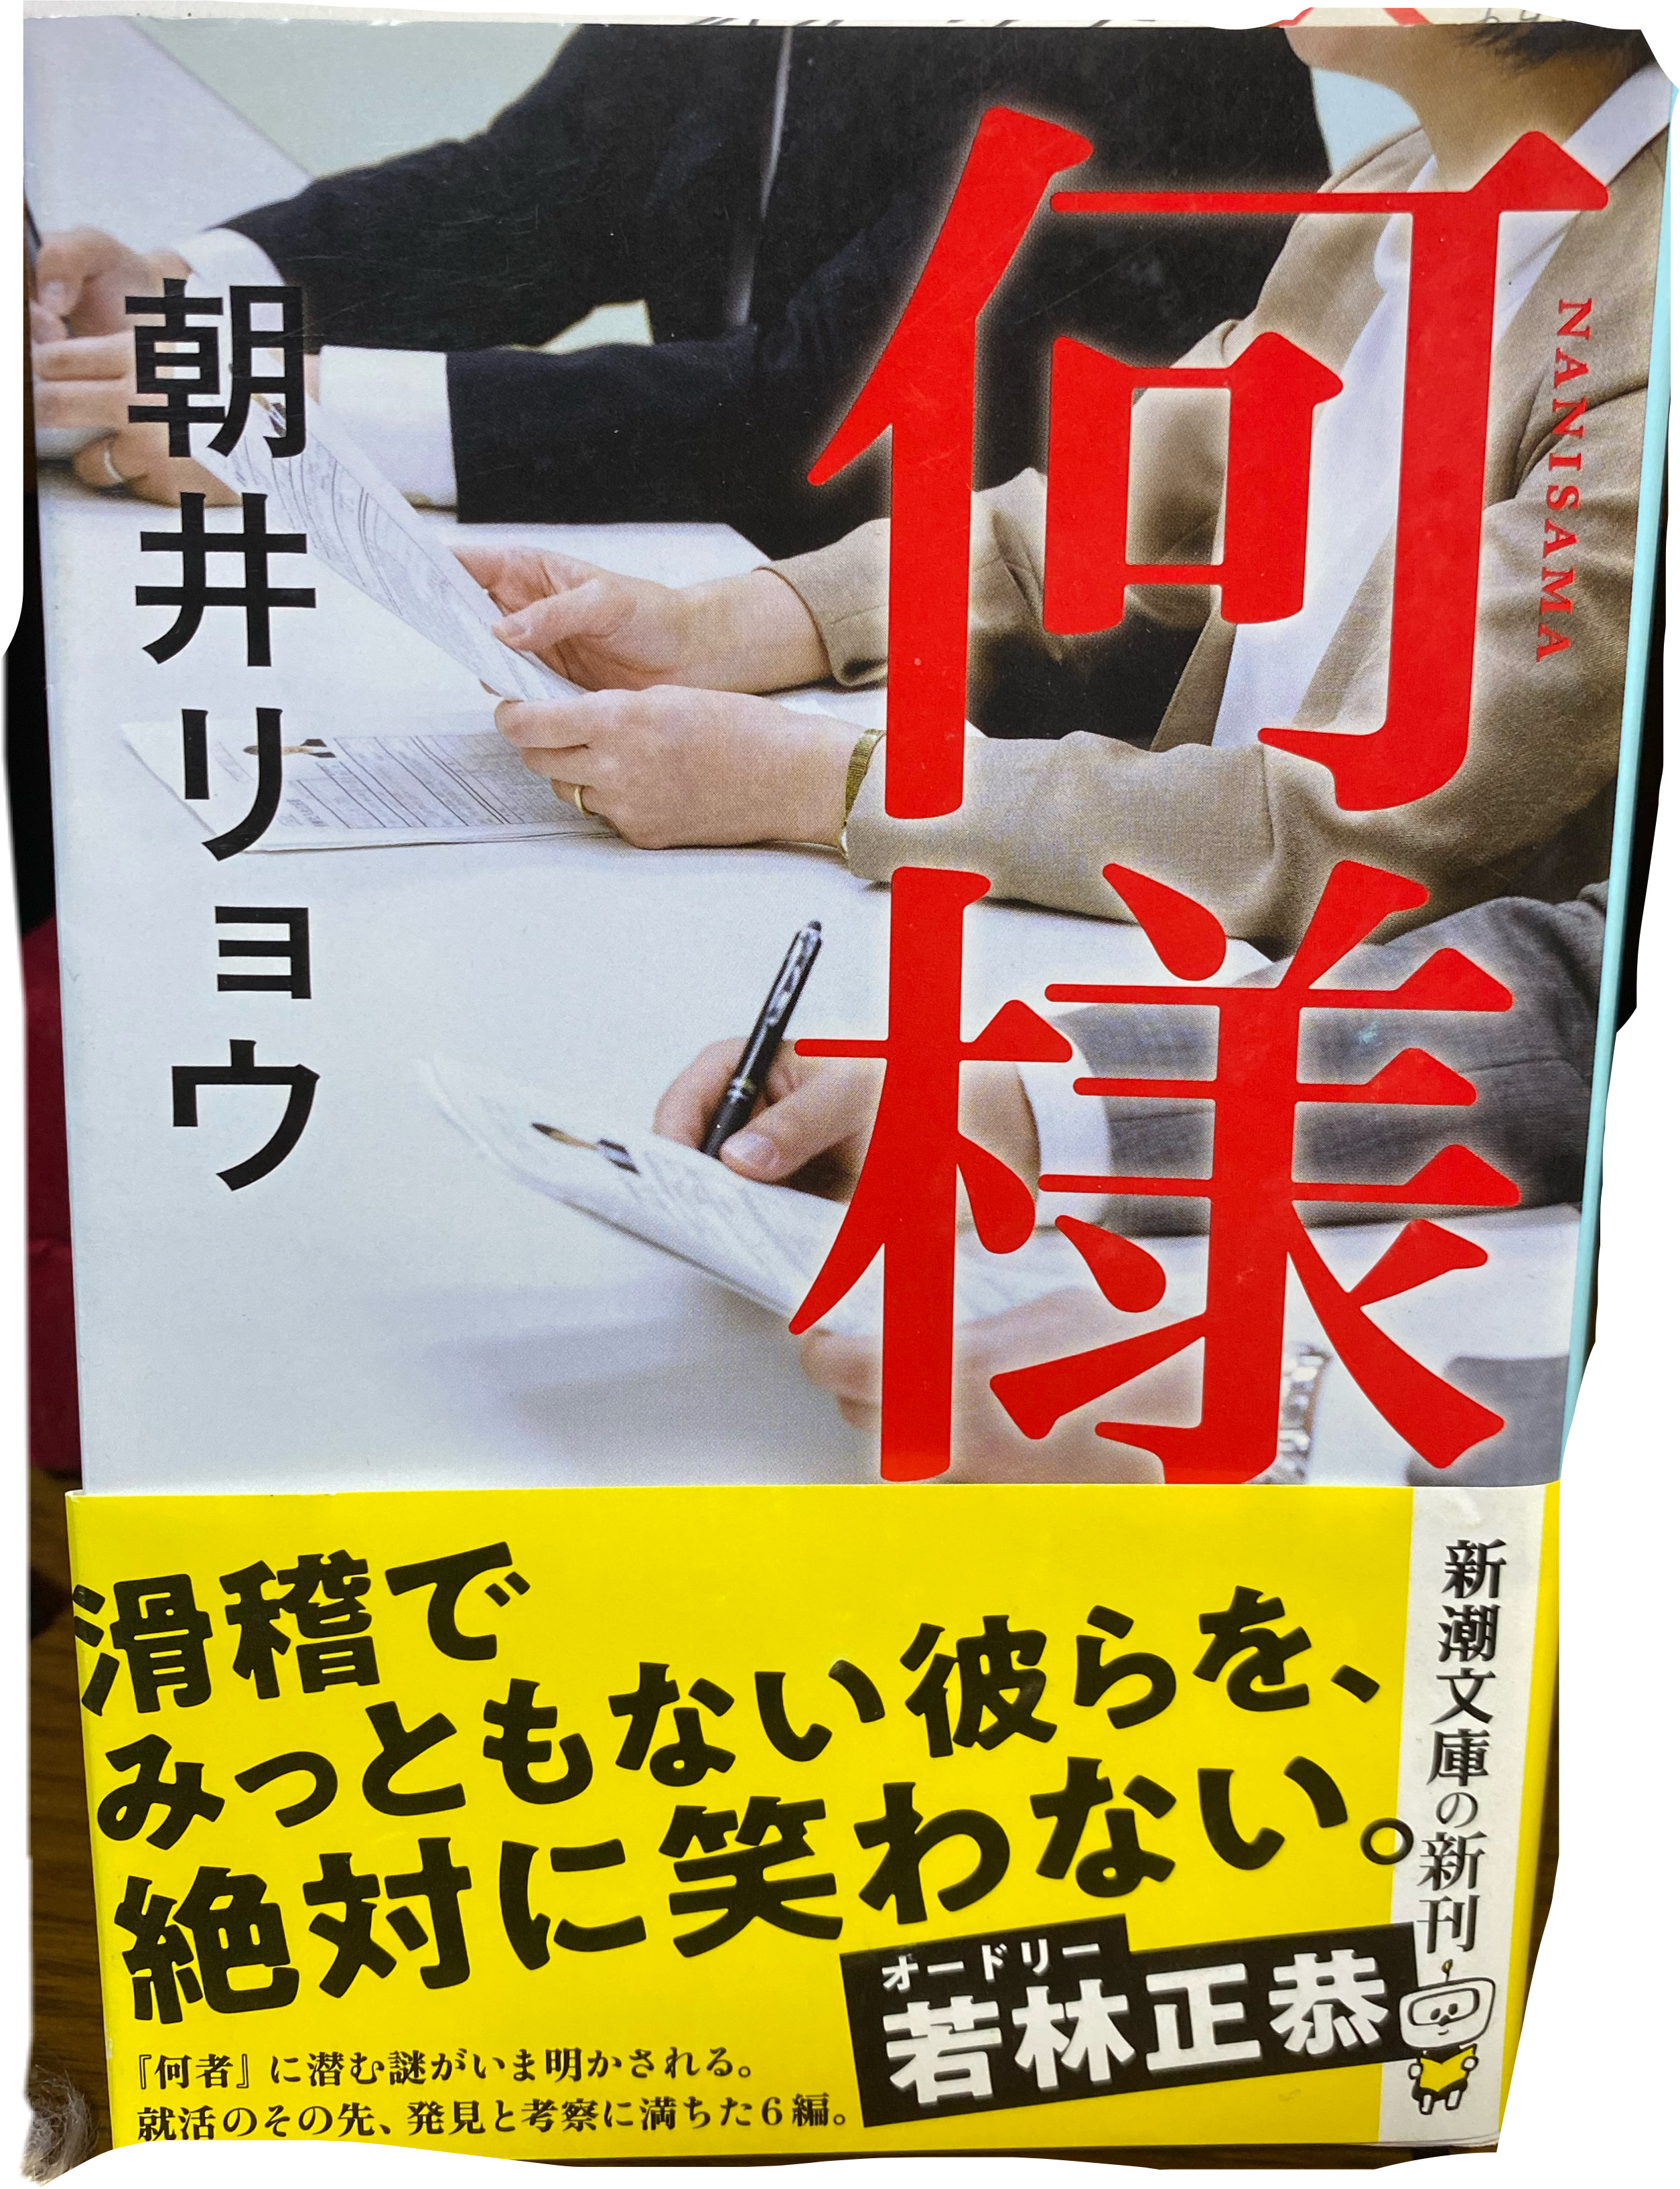 何様
NANISAMA
朝井リョウ
滑稽で
みっともない彼らを、
絶対に笑わない。
オードリー
若林正恭
『何者』に潜む謎がいま明かされる。
就活のその先、発見と考察に満ちた6編。
新潮文庫の新刊